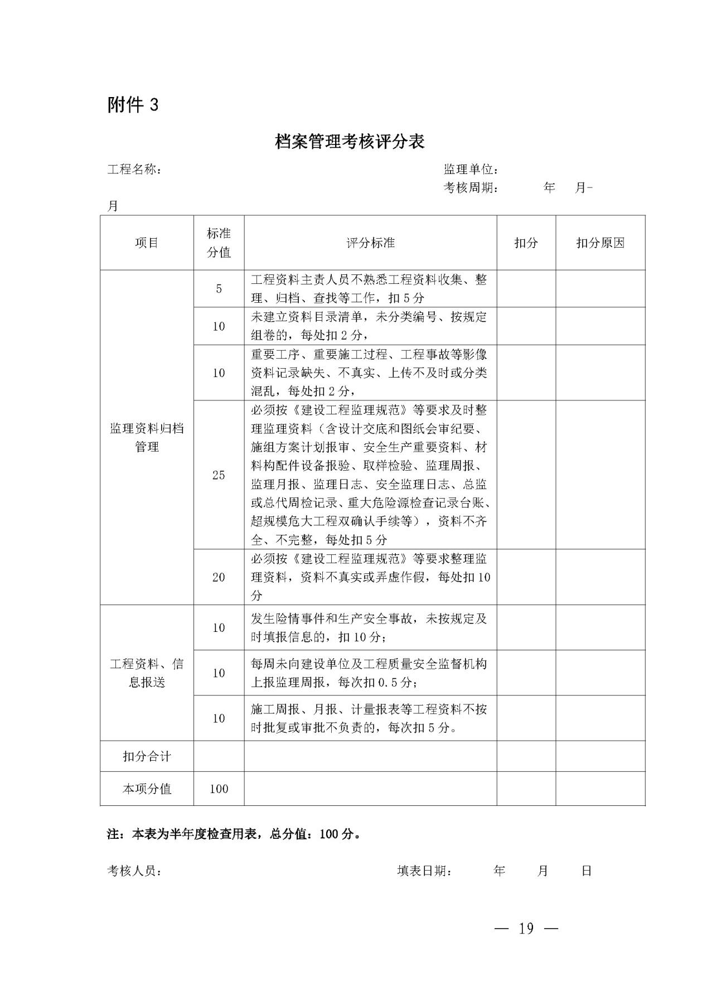 附件 3
档案管理考核评分表
工程名称：	监理单位：
考核周期：	年	月-
月
项目	标准	评分标准	扣分	扣分原因
分值
5	工程资料主责人员不熟悉工程资料收集、整
理、归档、查找等工作，扣 5 分
10	未建立资料目录清单，未分类编号、按规定
组卷的，每处扣 2 分，
10	重要工序、重要施工过程、工程事故等影像
资料记录缺失、不真实、上传不及时或分类
混乱，每处扣 2 分，
监理资料归档
管理
25	必须按《建设工程监理规范》等要求及时整
理监理资料（含设计交底和图纸会审纪要、
施组方案计划报审、安全生产重要资料、材
料构配件设备报验、取样检验、监理周报、
监理月报、监理日志、安全监理日志、总监
或总代周检记录、重大危险源检查记录台账、
超规模危大工程双确认手续等），资料不齐
全、不完整，每处扣 5 分
20	必须按《建设工程监理规范》等要求整理监
理资料，资料不真实或弄虚作假，每处扣 10
分
工程资料、信
息报送
10	发生险情事件和生产安全事故，未按规定及
时填报信息的，扣 10 分；
10	每周未向建设单位及工程质量安全监督机构
上报监理周报，每次扣 0.5 分；
10	施工周报、月报、计量报表等工程资料不按
时批复或审批不负责的，每次扣 5 分。
扣分合计
本项分值	100
注：本表为半年度检查用表，总分值：100 分。
考核人员：	填表日期：	年	月	日
— 19 —